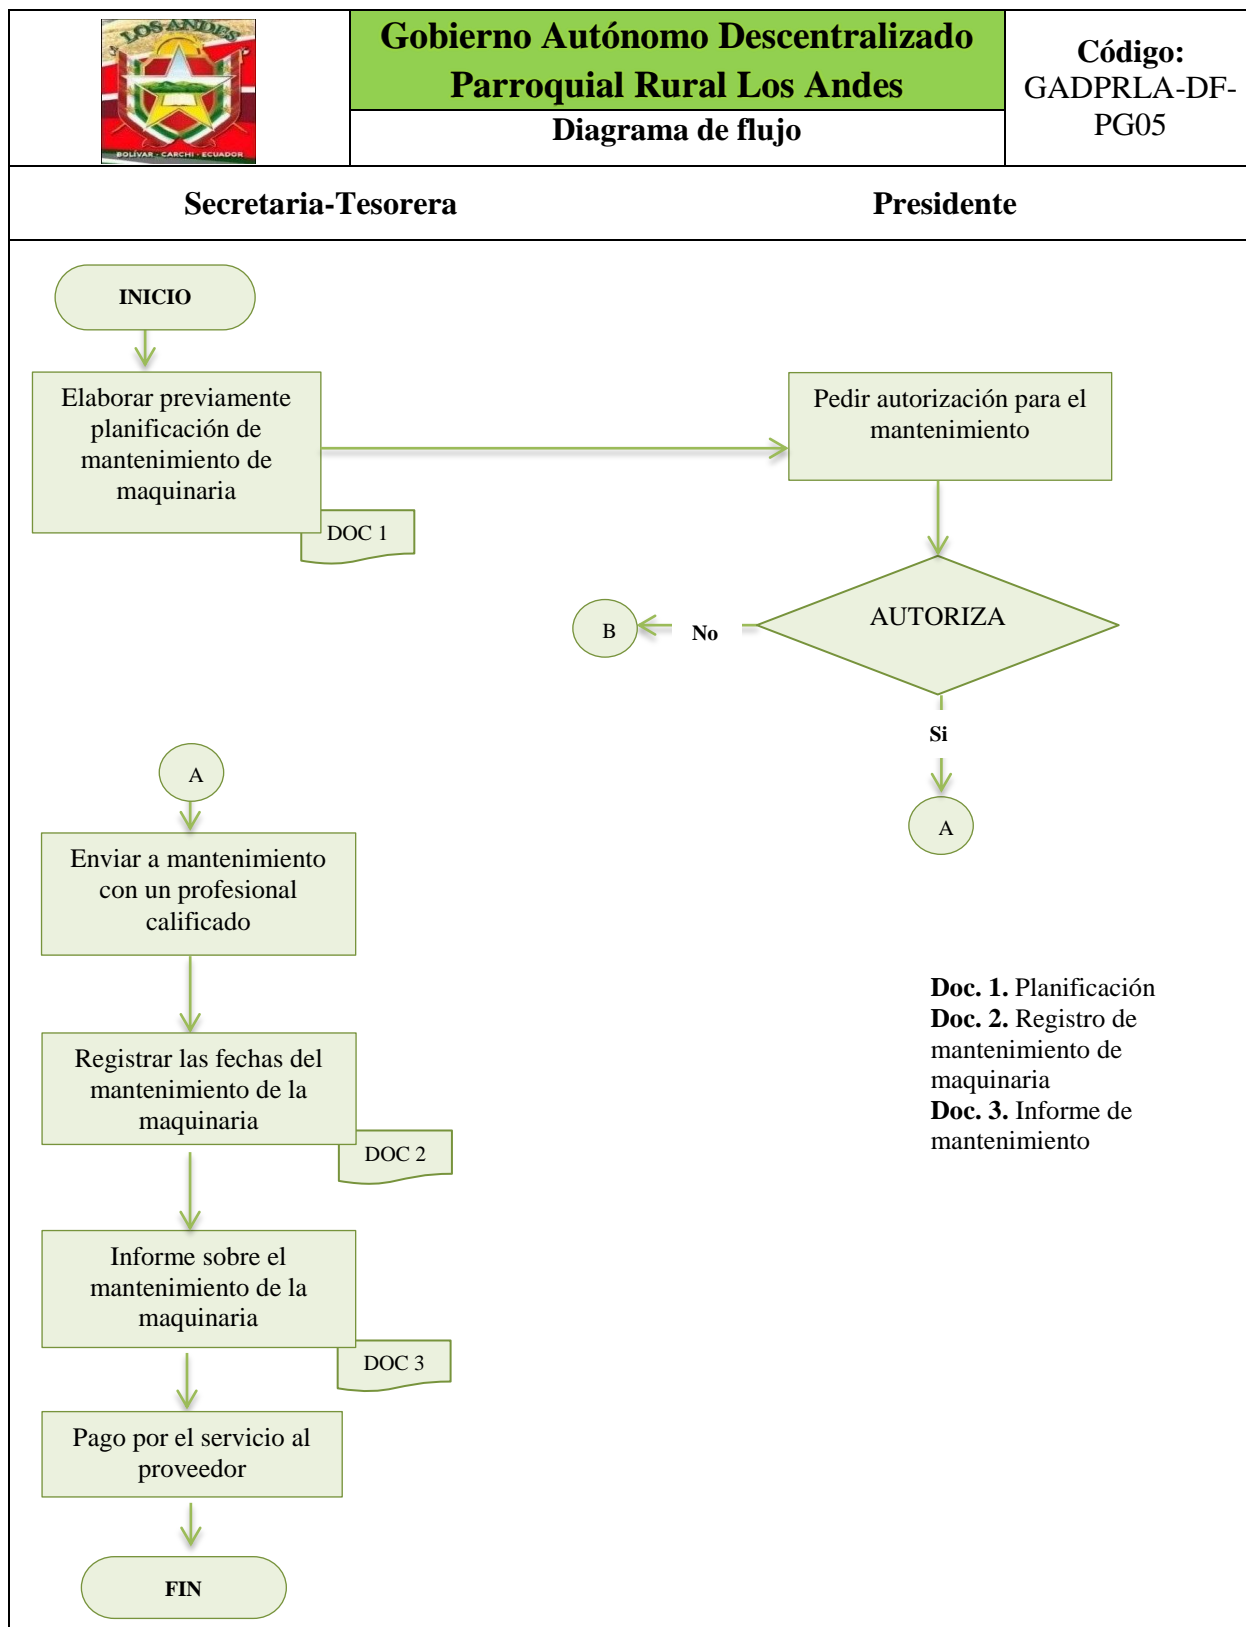 LOS ANDES
BOLÍVAR - CARCHI - ECUADOR
Gobierno Autónomo Descentralizado
Parroquial Rural Los Andes
Diagrama de flujo
Código:
GADPRLA-DF-
PG05
Secretaria-Tesorera
Presidente
INICIO
Elaborar previamente
planificación de
mantenimiento de
maquinaria
DOC 1
Pedir autorización para el
mantenimiento
AUTORIZA
No
B
Si
A
A
Enviar a mantenimiento
con un profesional
calificado
Registrar las fechas del
mantenimiento de la
maquinaria
DOC 2
Informe sobre el
mantenimiento de la
maquinaria
DOC 3
Pago por el servicio al
proveedor
FIN
Doc. 1. Planificación
Doc. 2. Registro de
mantenimiento de
maquinaria
Doc. 3. Informe de
mantenimiento